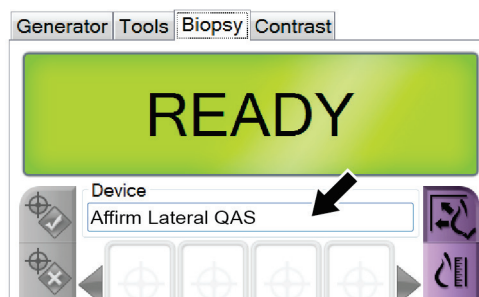 Generator Tools Biopsy Contrast
READY
Device
Affirm Lateral QAS